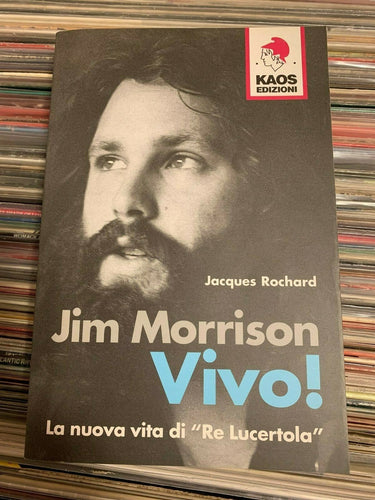 KAOS
EDIZIONI
Jacques Rochard
Jim Morrison
Vivo!
La nuova vita di “Re Lucertola”